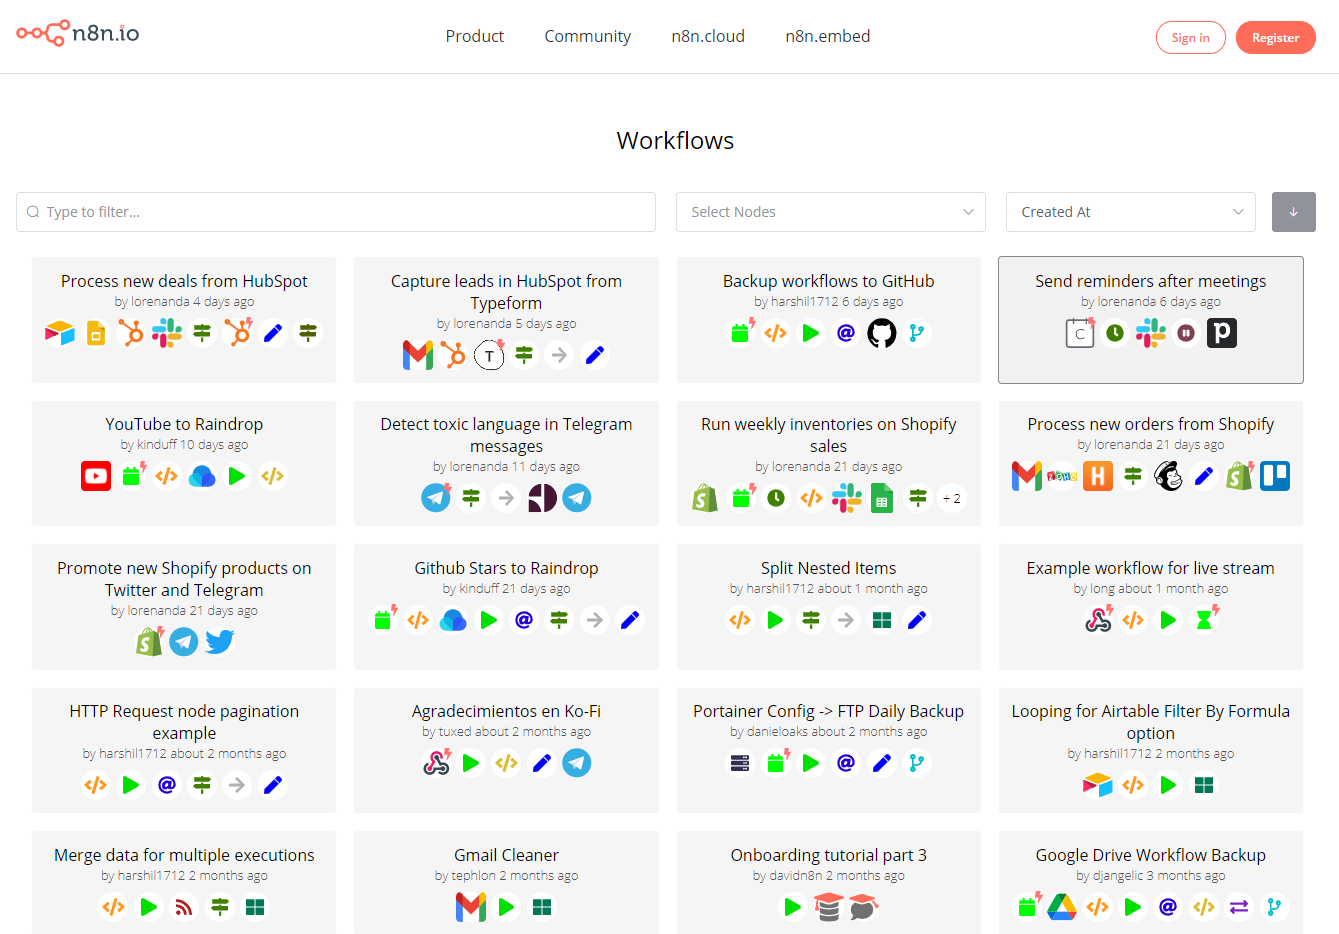 n8n.io
Product
Community
n8n.cloud
n8n.embed
Sign in
Register
Workflows
Type to filter...
Select Nodes
Created At
Process new deals from HubSpot
by lorenanda 4 days ago
Capture leads in HubSpot from
Typeform
by lorenanda 5 days ago
T
Backup workflows to GitHub
by harshil1712 6 days ago
@
Send reminders after meetings
by lorenanda 6 days ago
C
p
YouTube to Raindrop
by kinduff 10 days ago
Detect toxic language in Telegram
messages
by lorenanda 11 days ago
Run weekly inventories on Shopify
sales
by lorenanda 21 days ago
+ 2
Process new orders from Shopify
by lorenanda 21 days ago
ZOHO
H
Promote new Shopify products on
Twitter and Telegram
by lorenanda 21 days ago
Github Stars to Raindrop
by kinduff 21 days ago
@
Split Nested Items
by harshil1712 about 1 month ago
Example workflow for live stream
by long about 1 month ago
HTTP Request node pagination
example
by harshil1712 about 2 months ago
@
Agradecimientos en Ko-Fi
by tuxed about 2 months ago
Portainer Config -> FTP Daily Backup
by danieloaks about 2 months ago
@
Looping for Airtable Filter By Formula
option
by harshil1712 2 months ago
Merge data for multiple executions
by harshil1712 2 months ago
Gmail Cleaner
by tephlon 2 months ago
Onboarding tutorial part 3
by davidn8n 2 months ago
Google Drive Workflow Backup
by djangelic 3 months ago
@